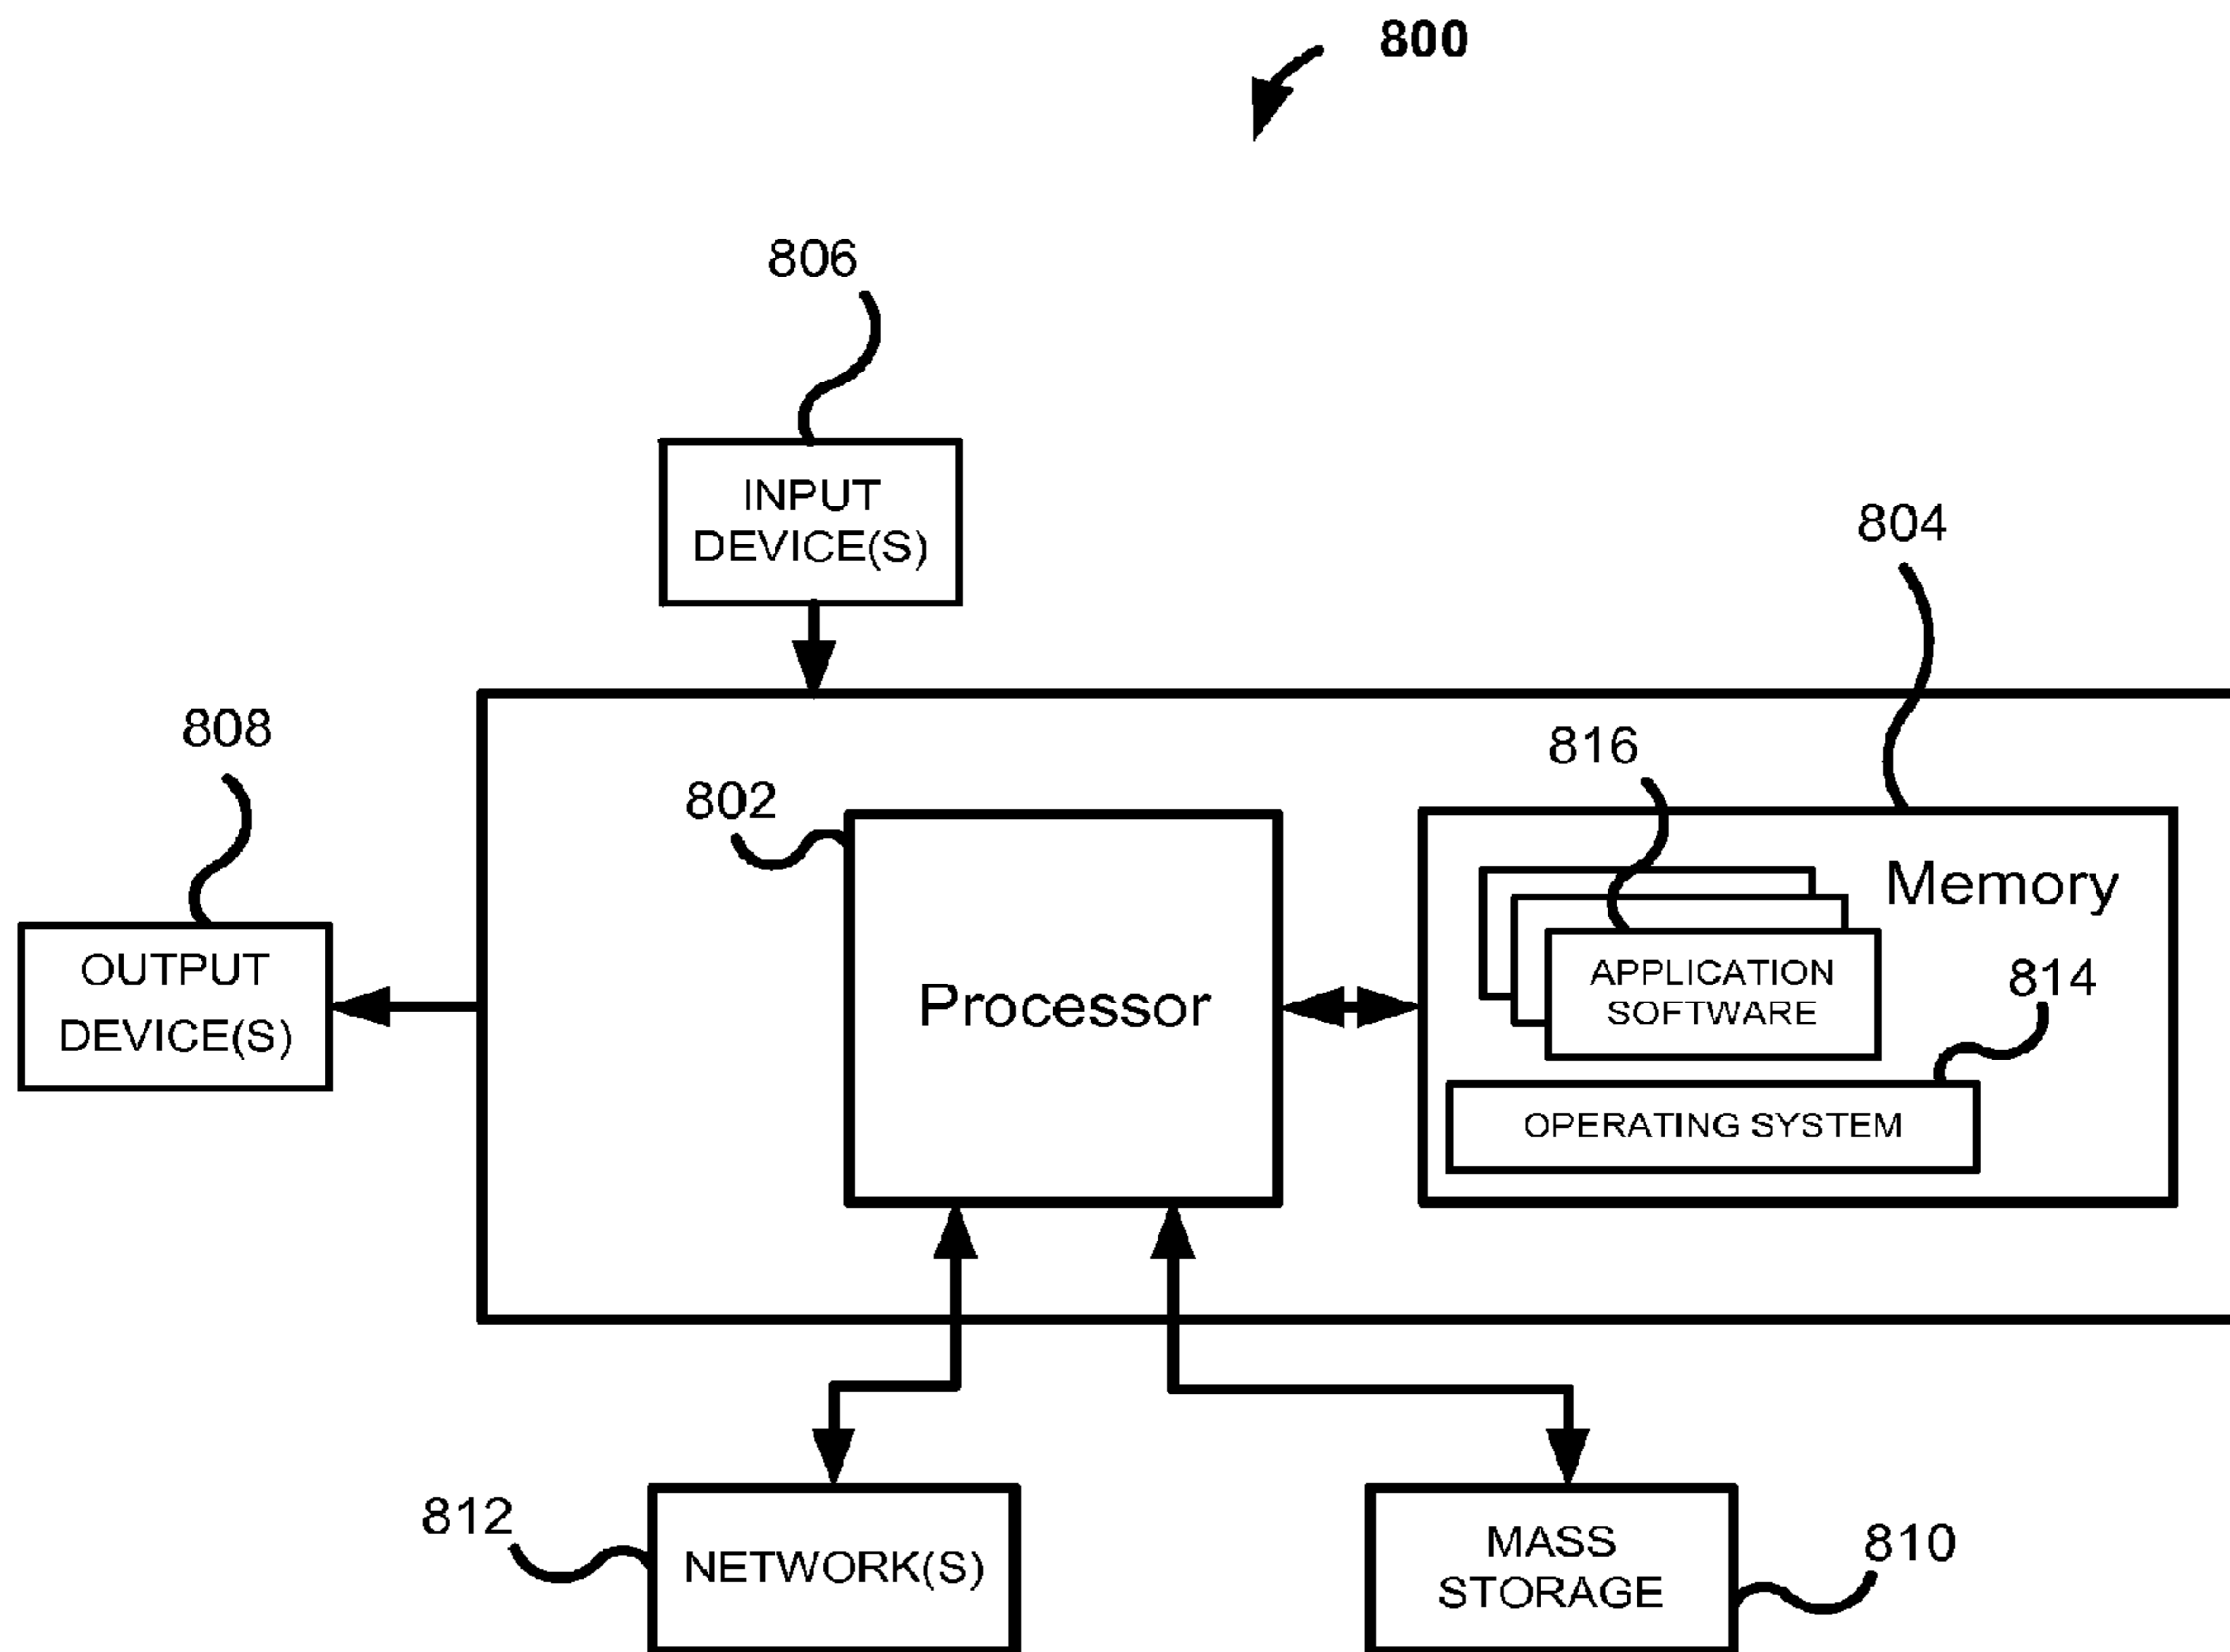 800
806
INPUT
DEVICE(S)
804
808
816
802
Memory
OUTPUT
DEVICE(S)
Processor
APPLICATION
SOFTWARE
814
OPERATING SYSTEM
812
NETWORK(S)
MASS
STORAGE
810